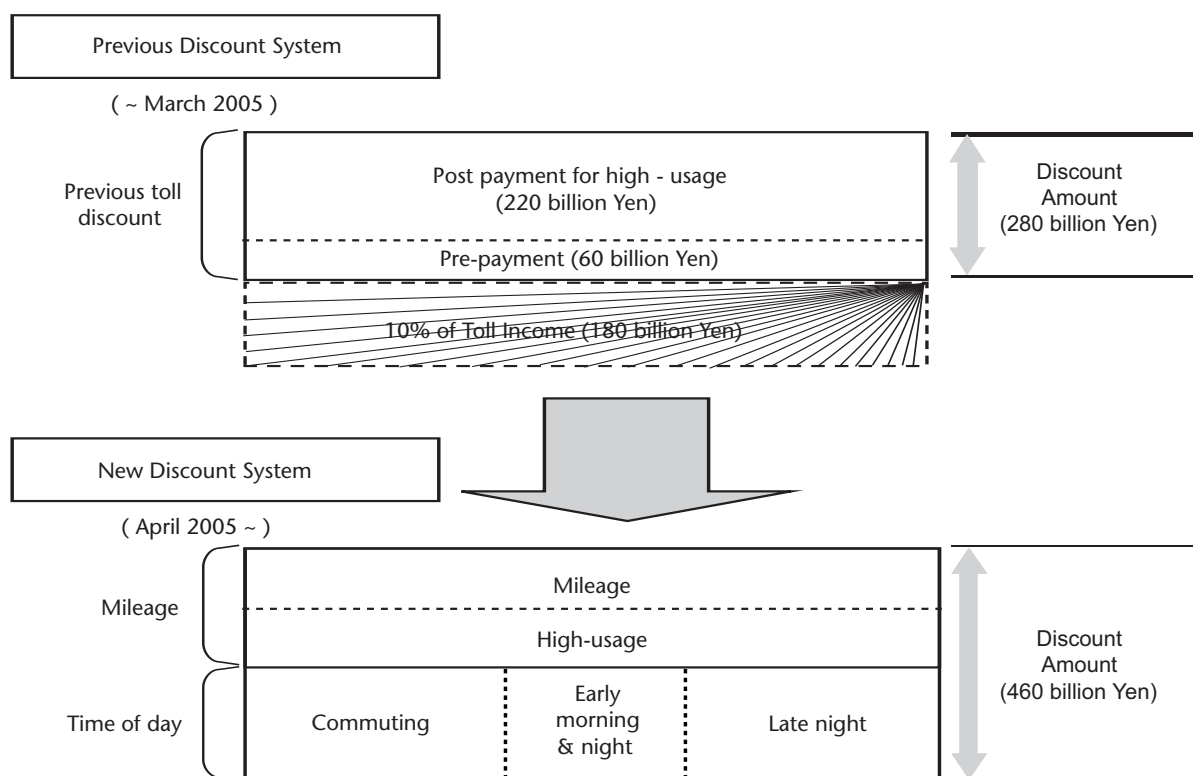 Previous Discount System
( ~ March 2005 )
Previous toll
discount
Post payment for high - usage
(220 billion Yen)
Pre-payment (60 billion Yen)
Discount
Amount
(280 billion Yen)
10% of Toll Income (180 billion Yen)
New Discount System
( April 2005 ~ )
Mileage
Mileage
High-usage
Time of day
Commuting
Early
morning
& night
Late night
Discount
Amount
(460 billion Yen)